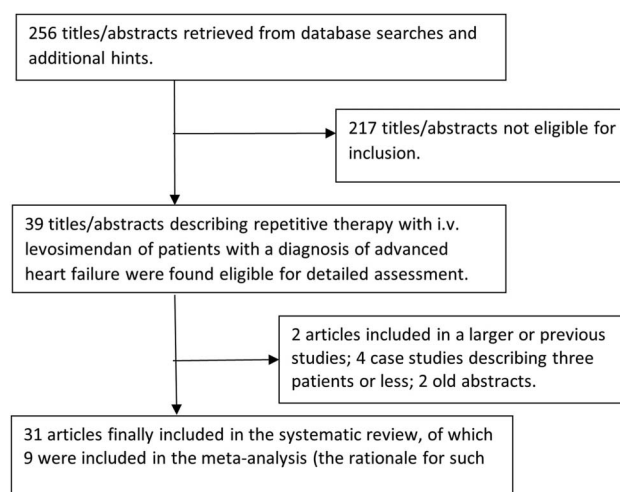 256 titles/abstracts retrieved from database searches and
additional hints.
217 titles/abstracts not eligible for
inclusion.
39 titles/abstracts describing repetitive therapy with i.v.
levosimendan of patients with a diagnosis of advanced
heart failure were found eligible for detailed assessment.
2 articles included in a larger or previous
studies; 4 case studies describing three
patients or less; 2 old abstracts.
31 articles finally included in the systematic review, of which
9 were included in the meta-analysis (the rationale for such